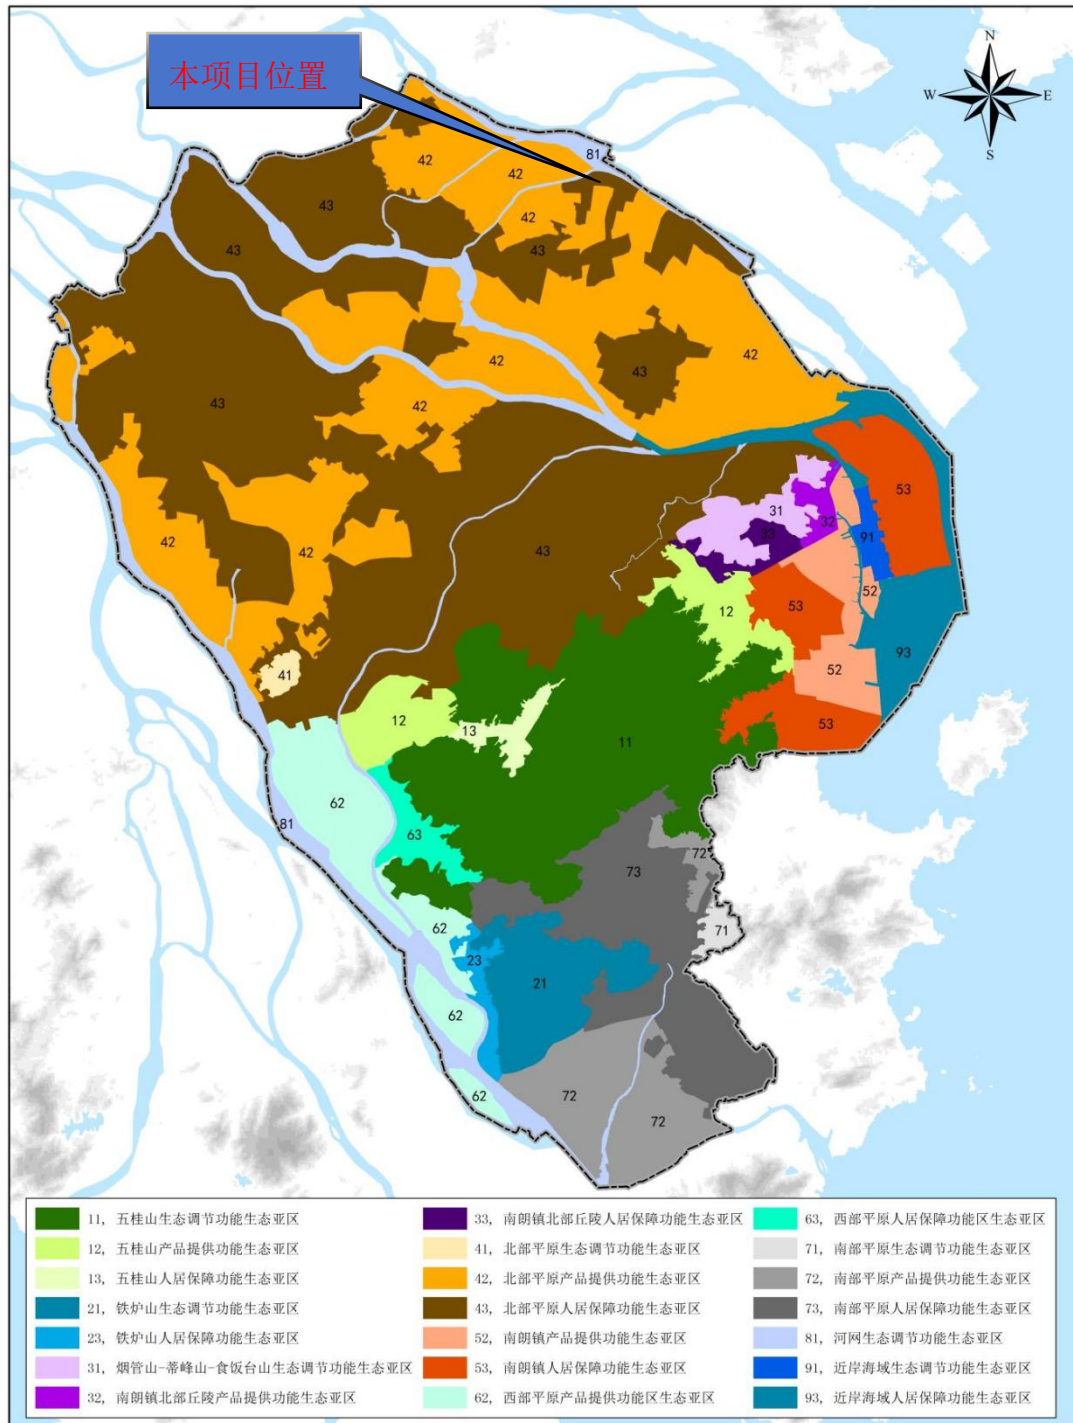 本项目位置
N
W E
S
81
42
42
43
42
43
43
42
42
43
42
43
42
53
31
32
33
91
42
42
43
52
12
53
41
52
93
12
13
53
11
62
81
63
73
72
62
71
23
21
62
62
72
72
11, 五桂山生态调节功能生态亚区
12, 五桂山产品提供功能生态亚区
13, 五桂山人居保障功能生态亚区
21, 铁炉山生态调节功能生态亚区
23, 铁炉山人居保障功能生态亚区
31, 烟管山-蒂峰山-食饭台山生态调节功能生态亚区
32, 南朗镇北部丘陵产品提供功能生态亚区
33, 南朗镇北部丘陵人居保障功能生态亚区
41, 北部平原生态调节功能生态亚区
42, 北部平原产品提供功能生态亚区
43, 北部平原人居保障功能生态亚区
52, 南朗镇产品提供功能生态亚区
53, 南朗镇人居保障功能生态亚区
62, 西部平原产品提供功能区生态亚区
63, 西部平原人居保障功能区生态亚区
71, 南部平原生态调节功能生态亚区
72, 南部平原产品提供功能生态亚区
73, 南部平原人居保障功能生态亚区
81, 河网生态调节功能生态亚区
91, 近岸海域生态调节功能生态亚区
93, 近岸海域人居保障功能生态亚区